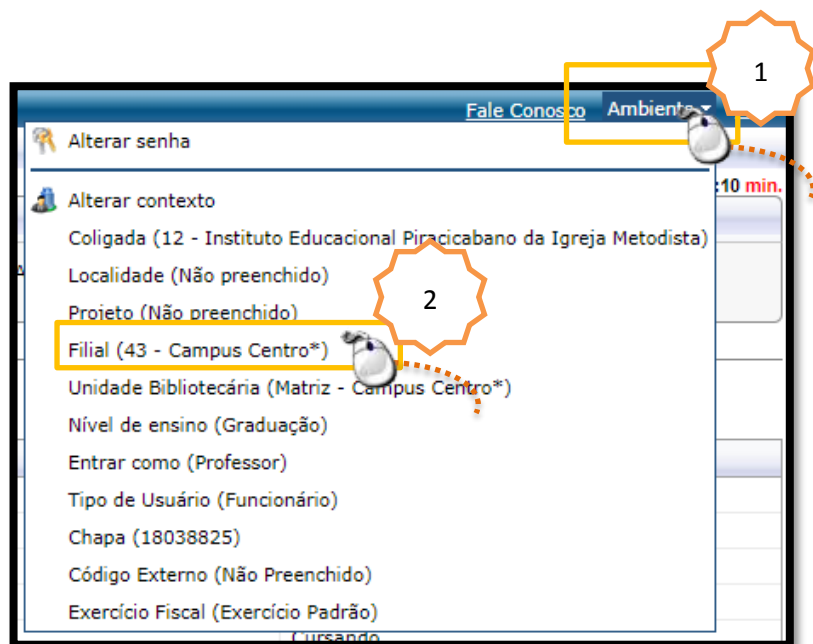 1
Fale Conosco Ambiente
Alterar senha
:10 min.
Alterar contexto
Coligada (12 - Instituto Educacional Piracicabano da Igreja Metodista)
Localidade (Não preenchido)
2
Projeto (Não preenchido)
Filial (43 - Campus Centro*)
Unidade Bibliotecária (Matriz - Campus Centro*)
Nível de ensino (Graduação)
Entrar como (Professor)
Tipo de Usuário (Funcionário)
Chapa (18038825)
Código Externo (Não Preenchido)
Exercício Fiscal (Exercício Padrão)
Cursando